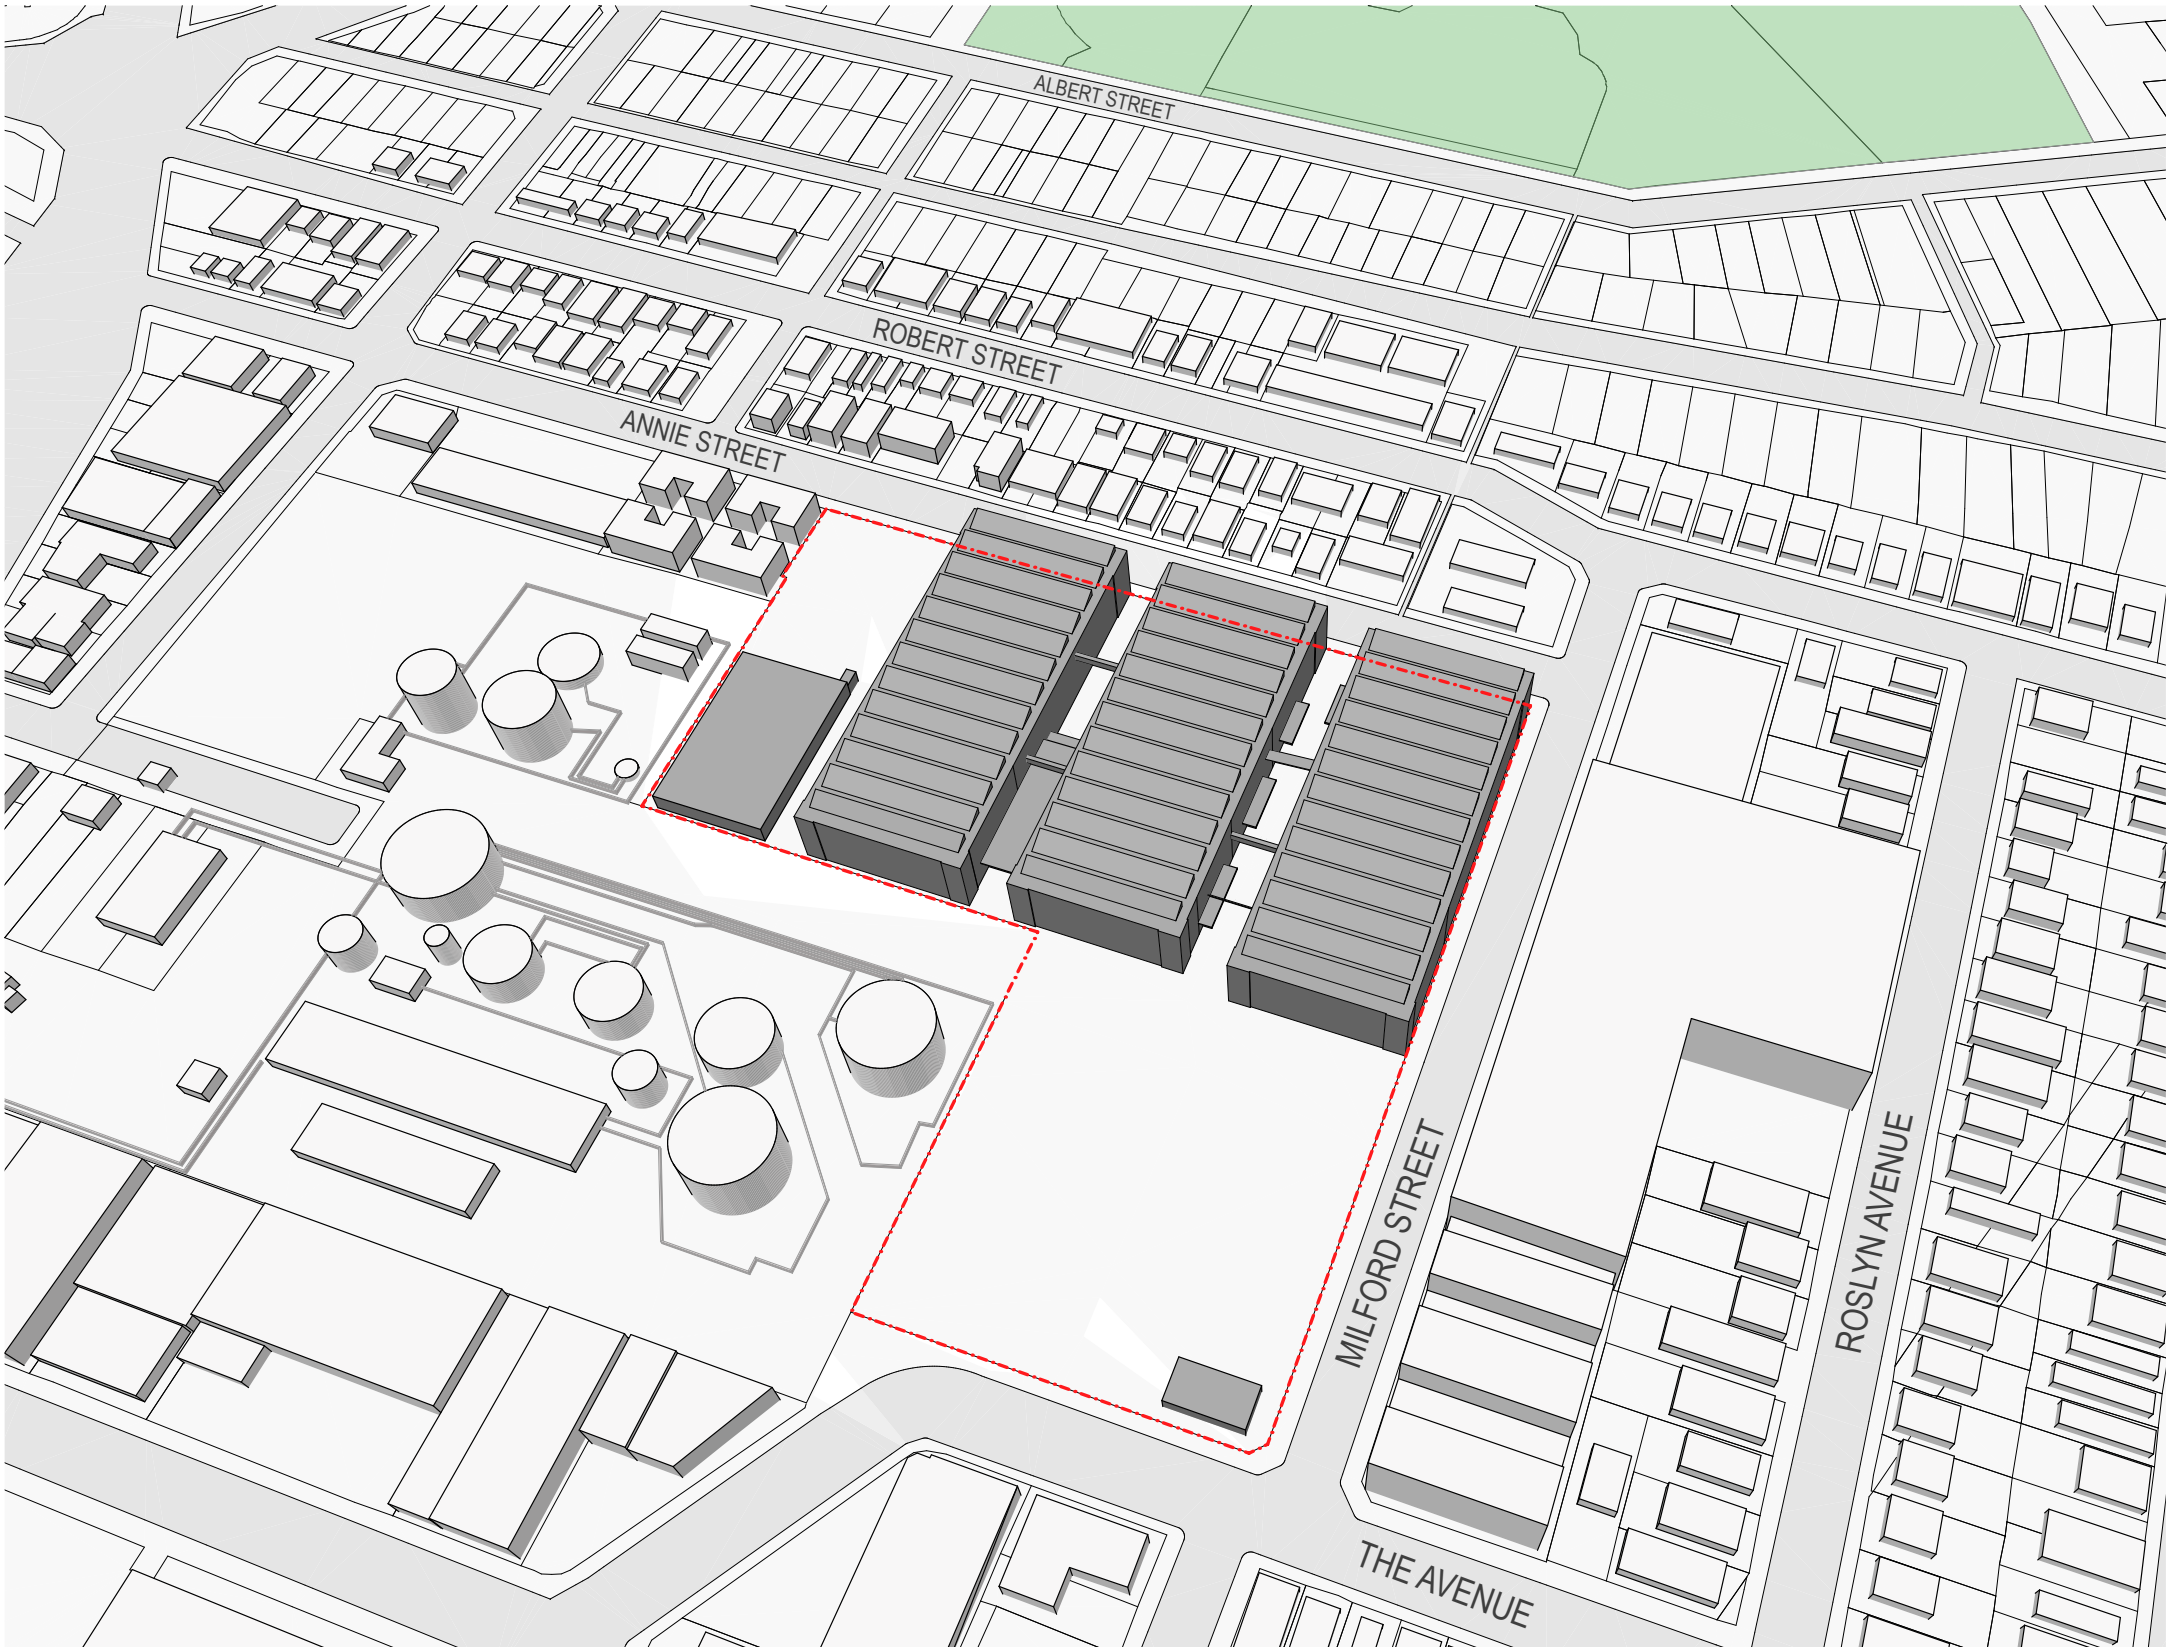 ALBERT STREET
ROBERT STREET
ANNIE STREET
MILFORD STREET
ROSLYN AVENUE
THE AVENUE